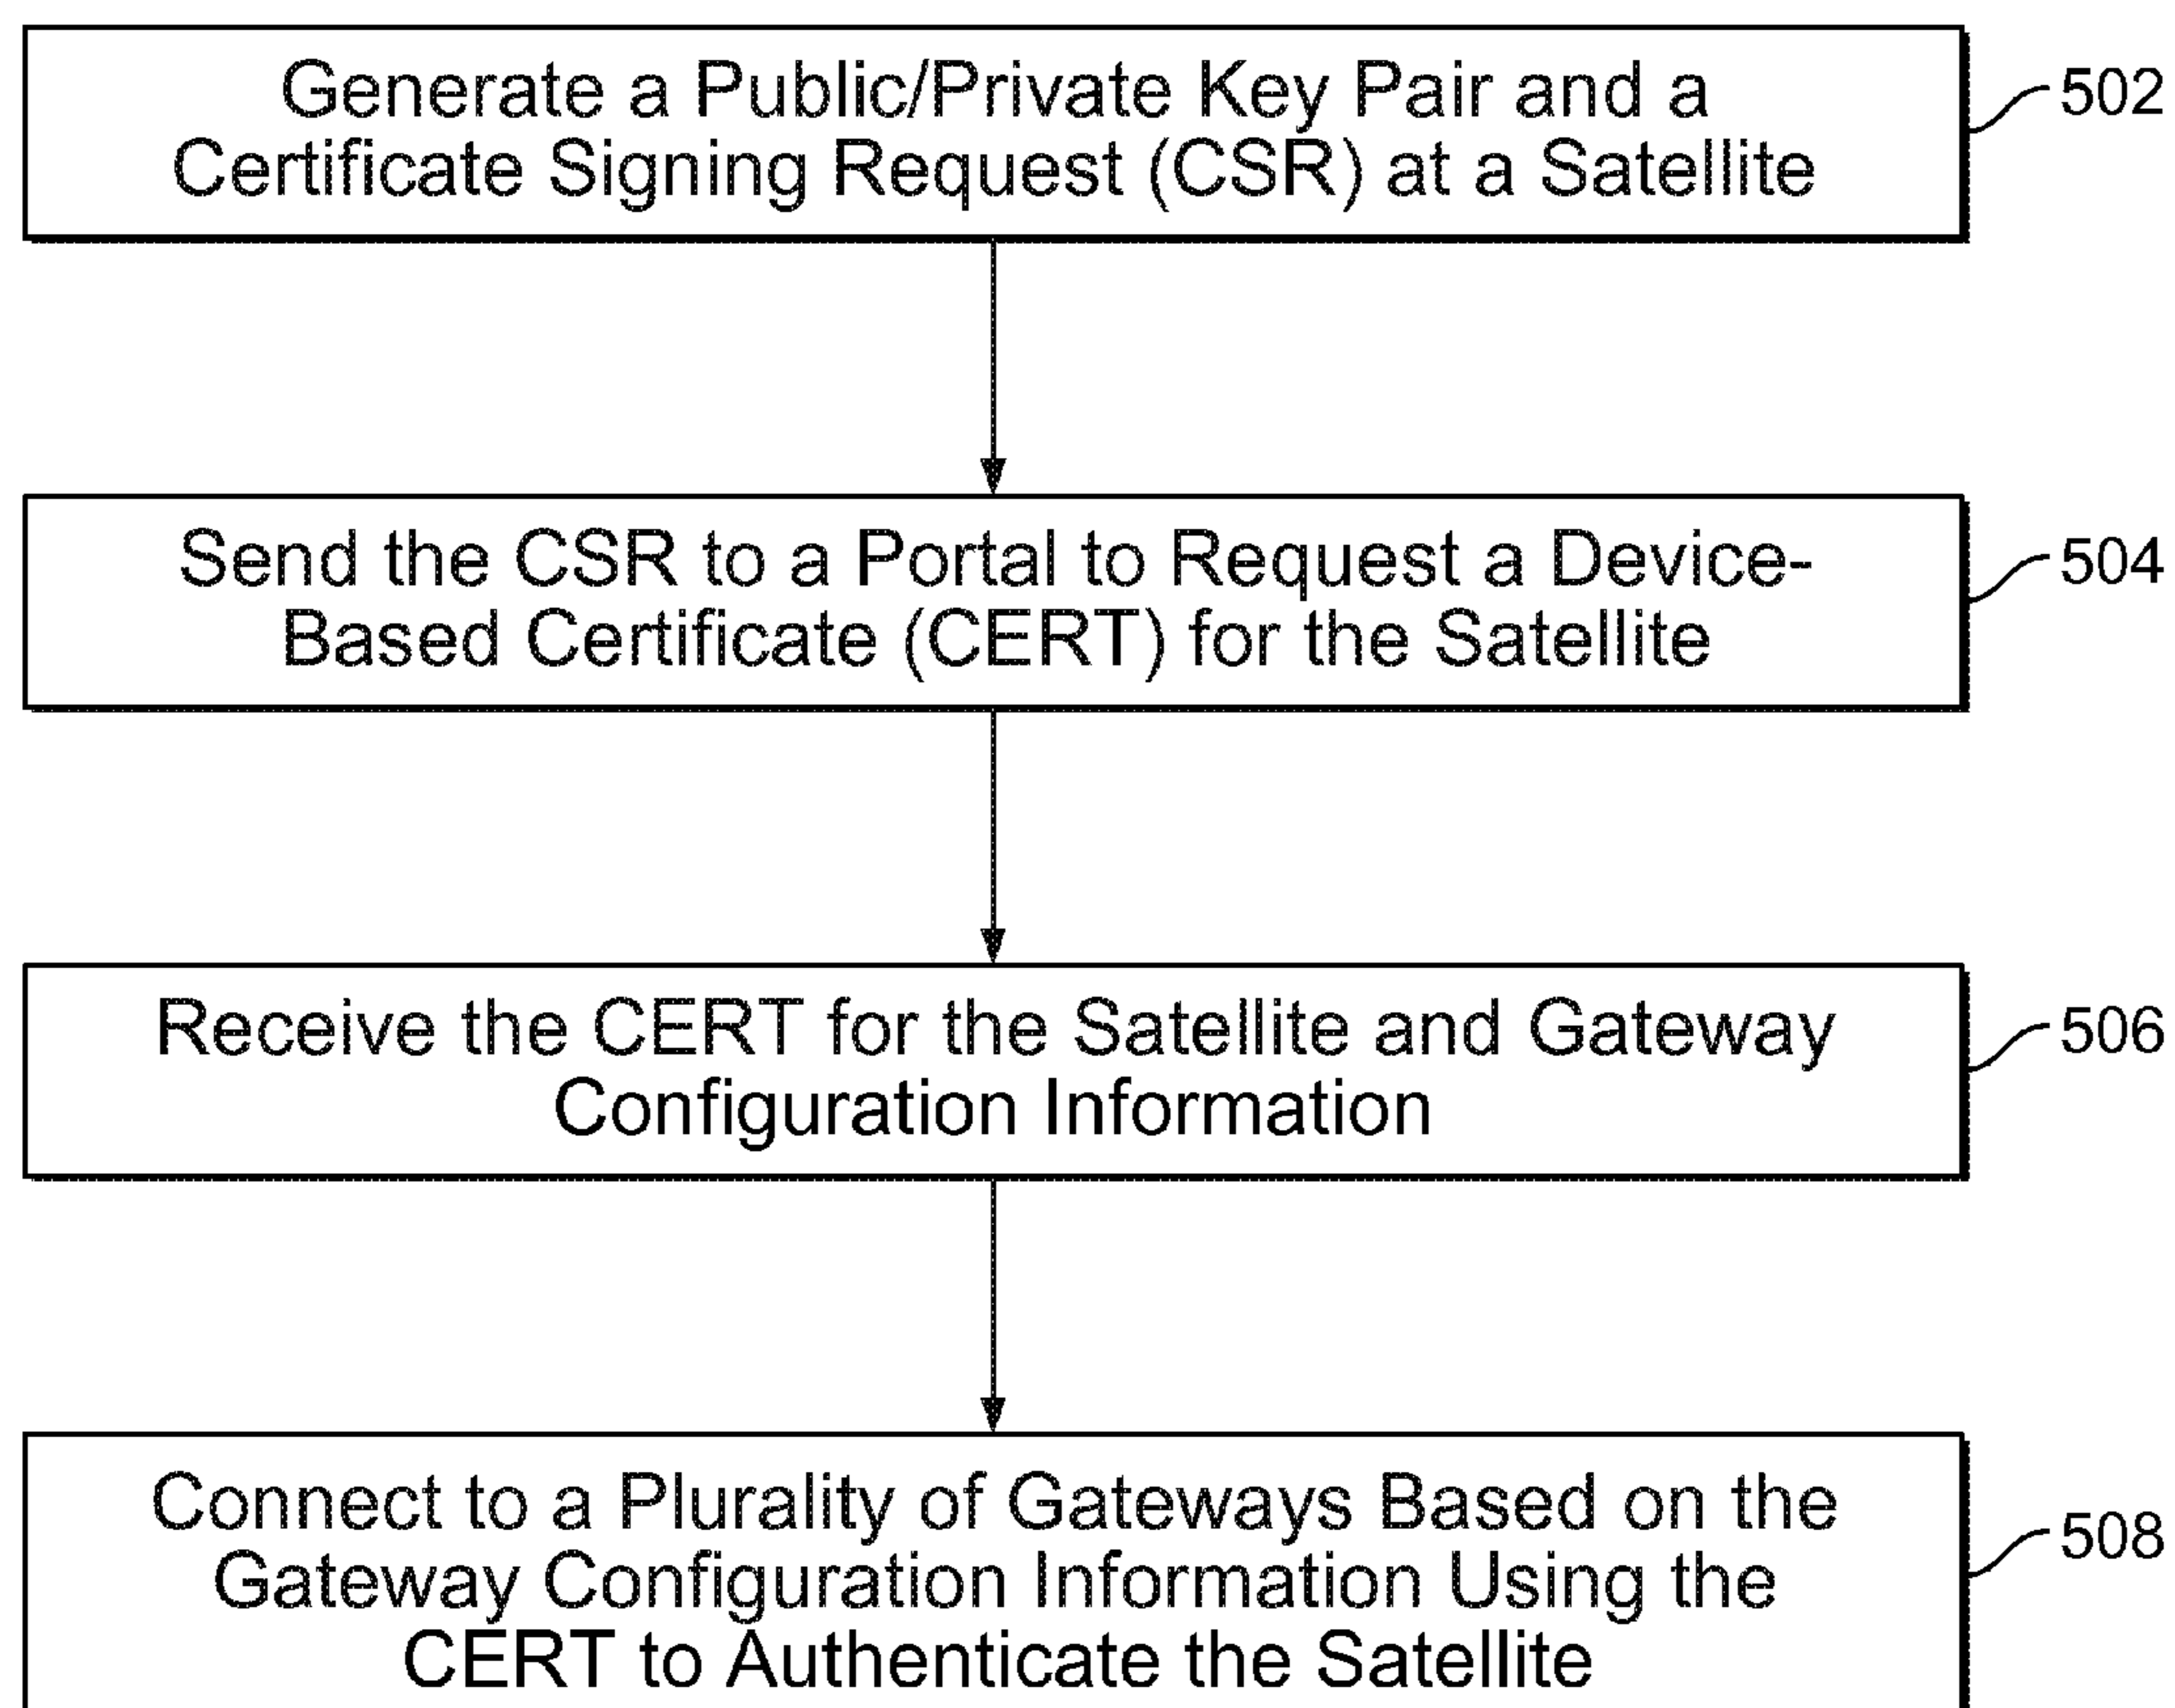 Generate a Public/Private Key Pair and a
Certificate Signing Request (CSR) at a Satellite
502
Send the CSR to a Portal to Request a Device-
Based Certificate (CERT) for the Satellite
504
Receive the CERT for the Satellite and Gateway
Configuration Information
506
Connect to a Plurality of Gateways Based on the
Gateway Configuration Information Using the
CERT to Authenticate the Satellite
508